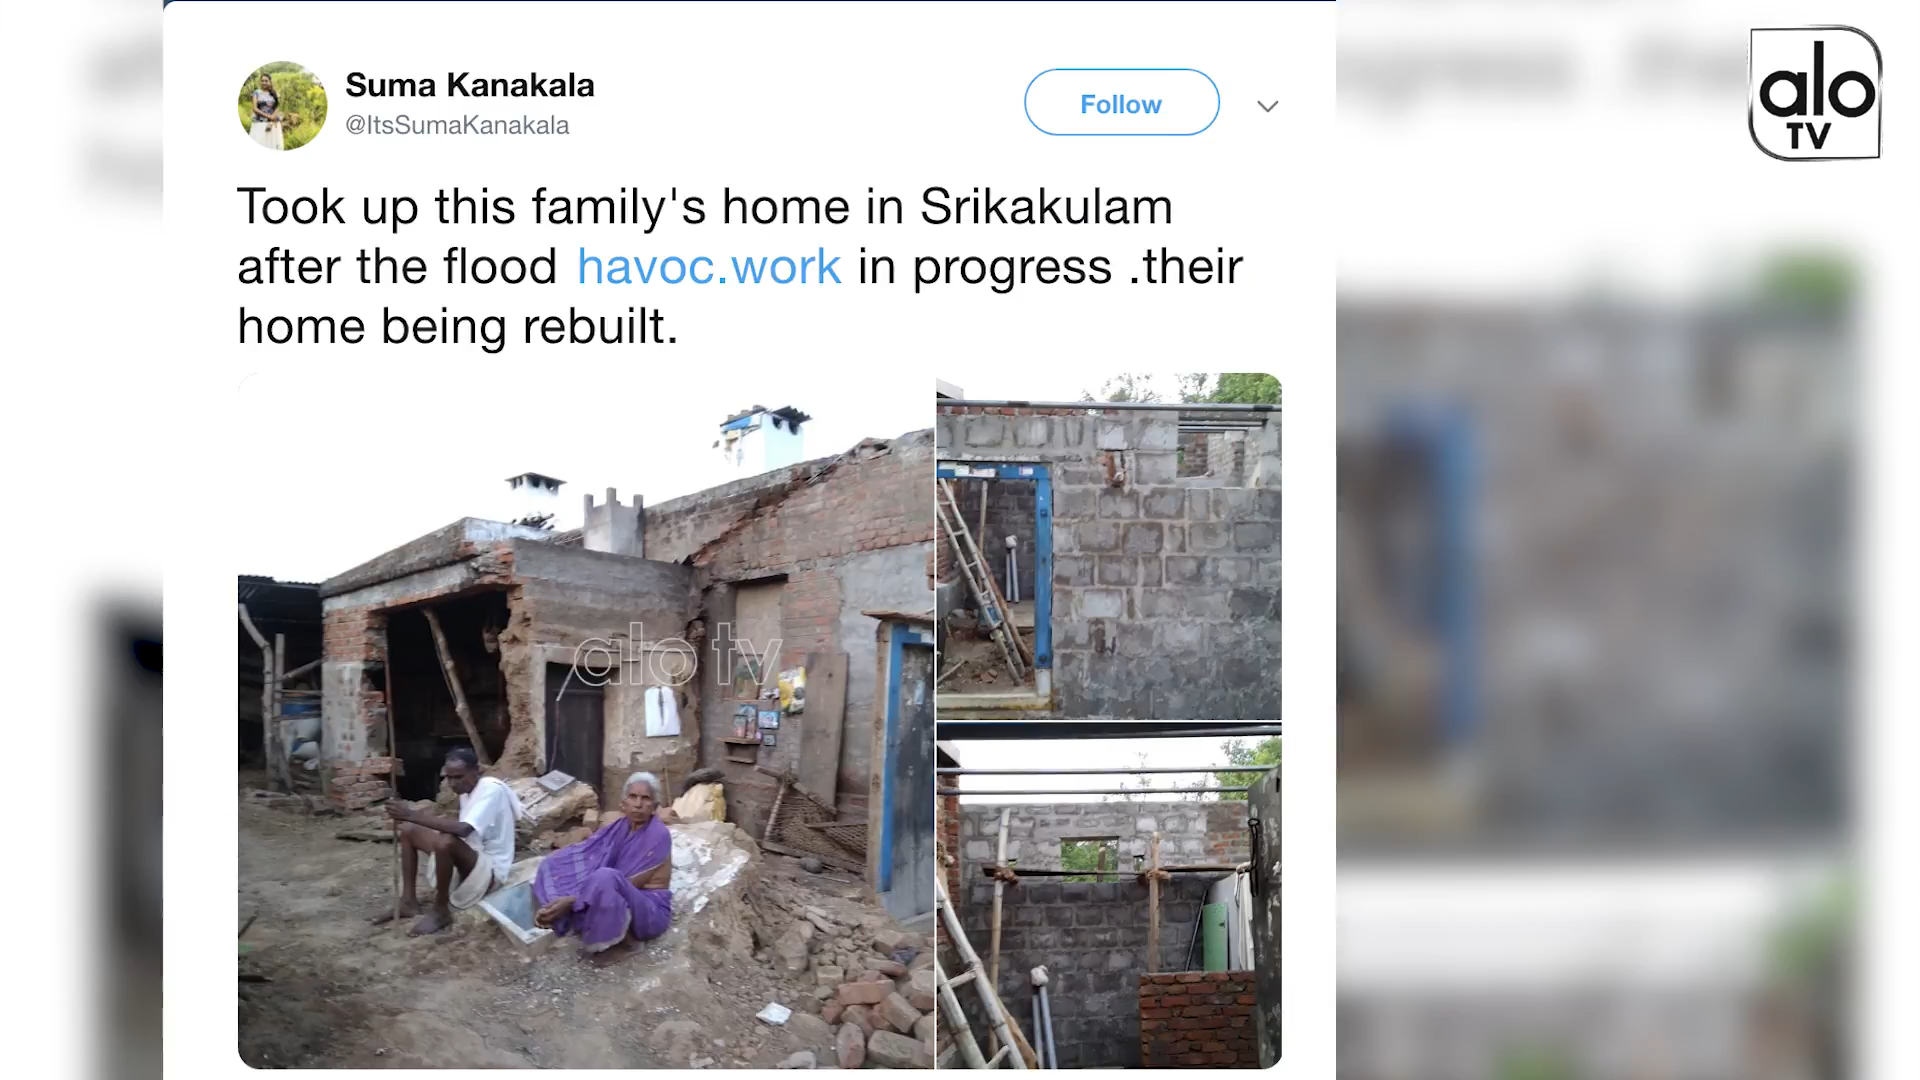 Suma Kanakala
@ItsSumaKanakala
Follow
alo
TV
Took up this family's home in Srikakulam
after the flood havoc.work in progress .their
home being rebuilt.
alo tv